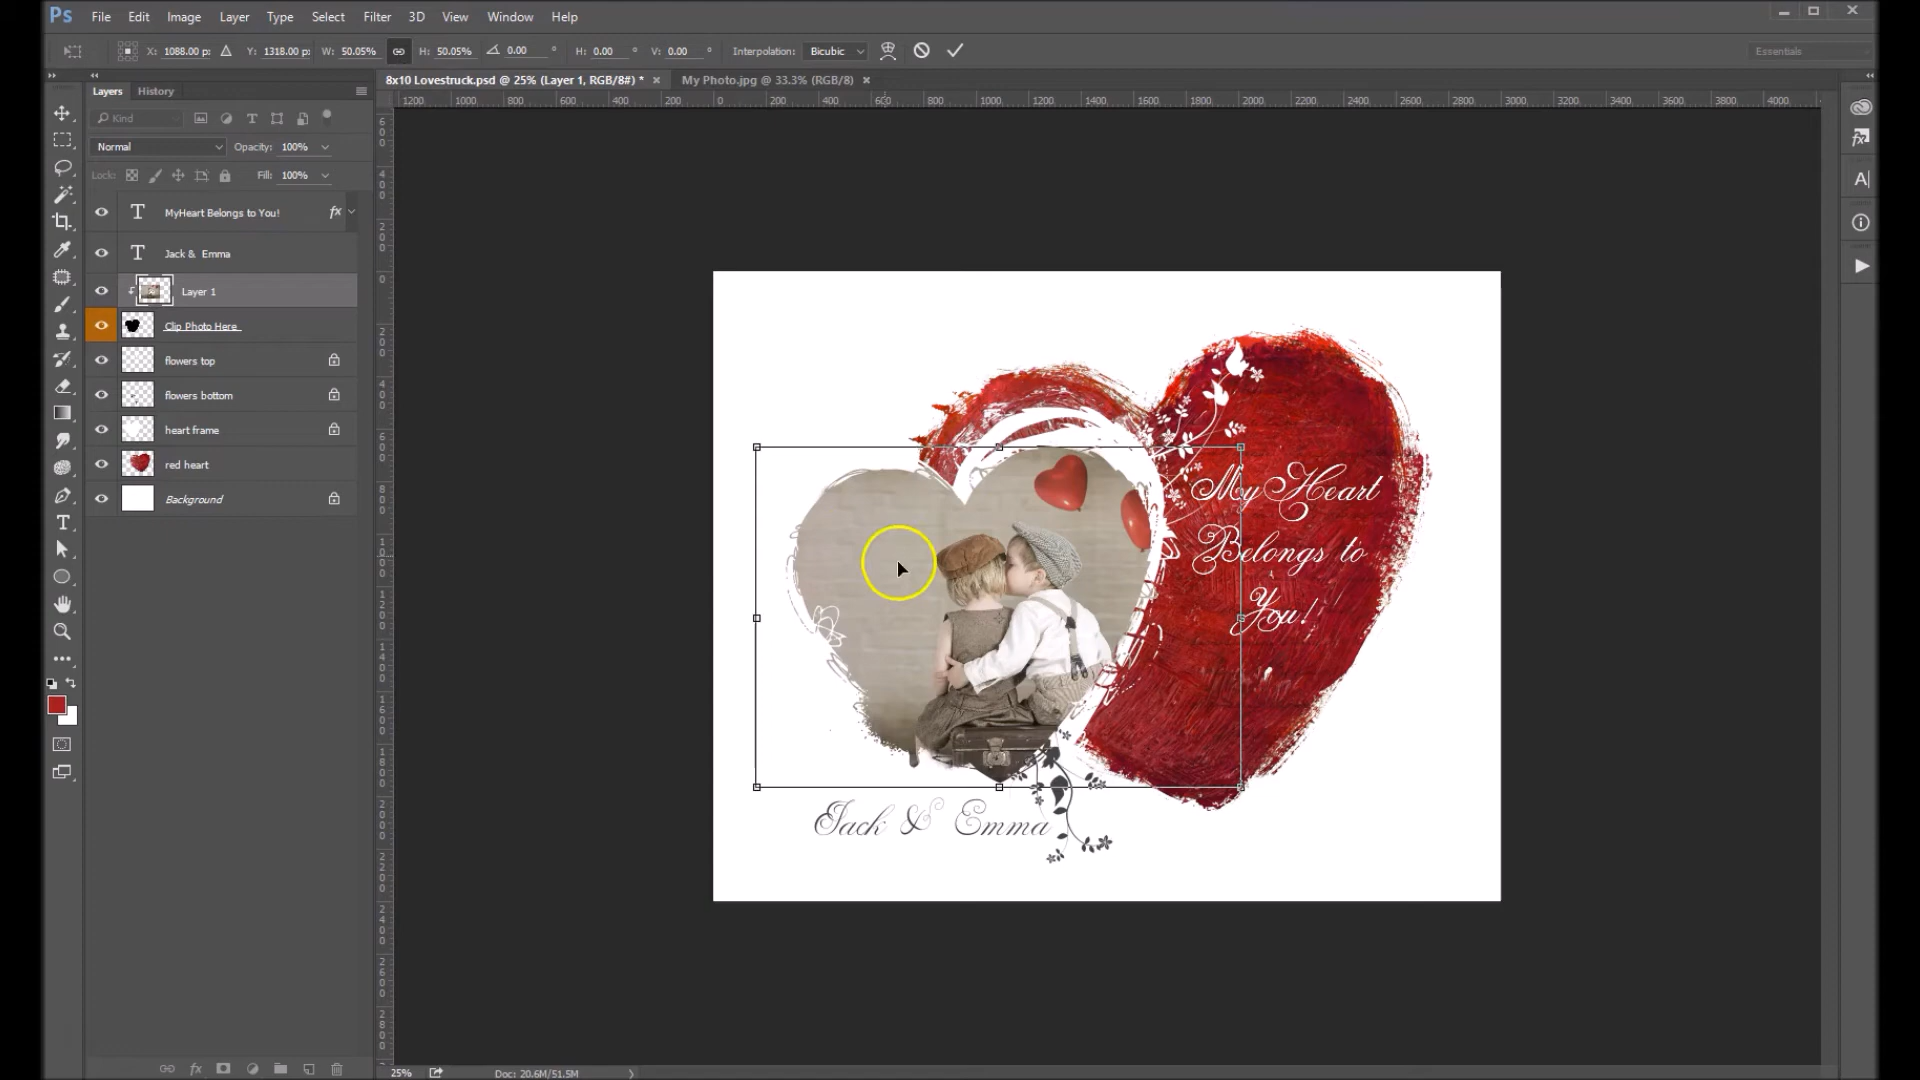 Ps File Edit Image Layer Type Select Filter 3D View Window Help
X: 1088.00 p: Y: 1318.00 p: W: 50.05% H: 50.05% 0.00 ° H: 0.00 ° V: 0.00 ° Interpolation: Bicubic Essentials
8x10 Lovestruck.psd @ 25% (Layer 1, RGB/8#) * × My Photo.jpg @ 33.3% (RGB/8) ×
Layers History
1200 1000 800 600 400 200 0 200 400 600 800 1000 1200 1400 1600 1800 2000 2200 2400 2600 2800 3000 3200 3400 3600 3800 4000
Kind
Normal Opacity: 100%
Lock: Fill: 100%
MyHeart Belongs to You! fx
Jack & Emma
Layer 1
Clip Photo Here
flowers top
flowers bottom
heart frame
red heart
Background
My Heart
Belongs to
You!
Jack & Emma
25% Doc: 20.6M/51.5M